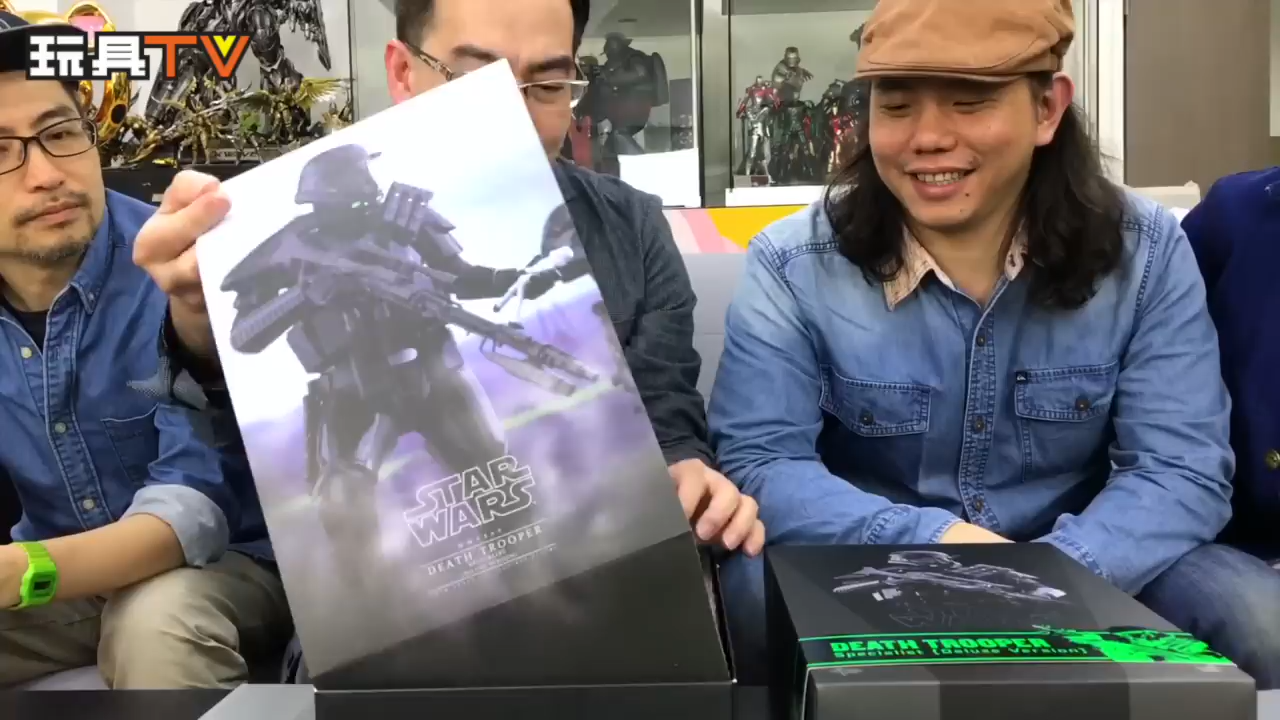 玩具TV
STAR
WARS
DEATH TROOPER
DEATH TROOPER
Specialist (Deluxe Version)